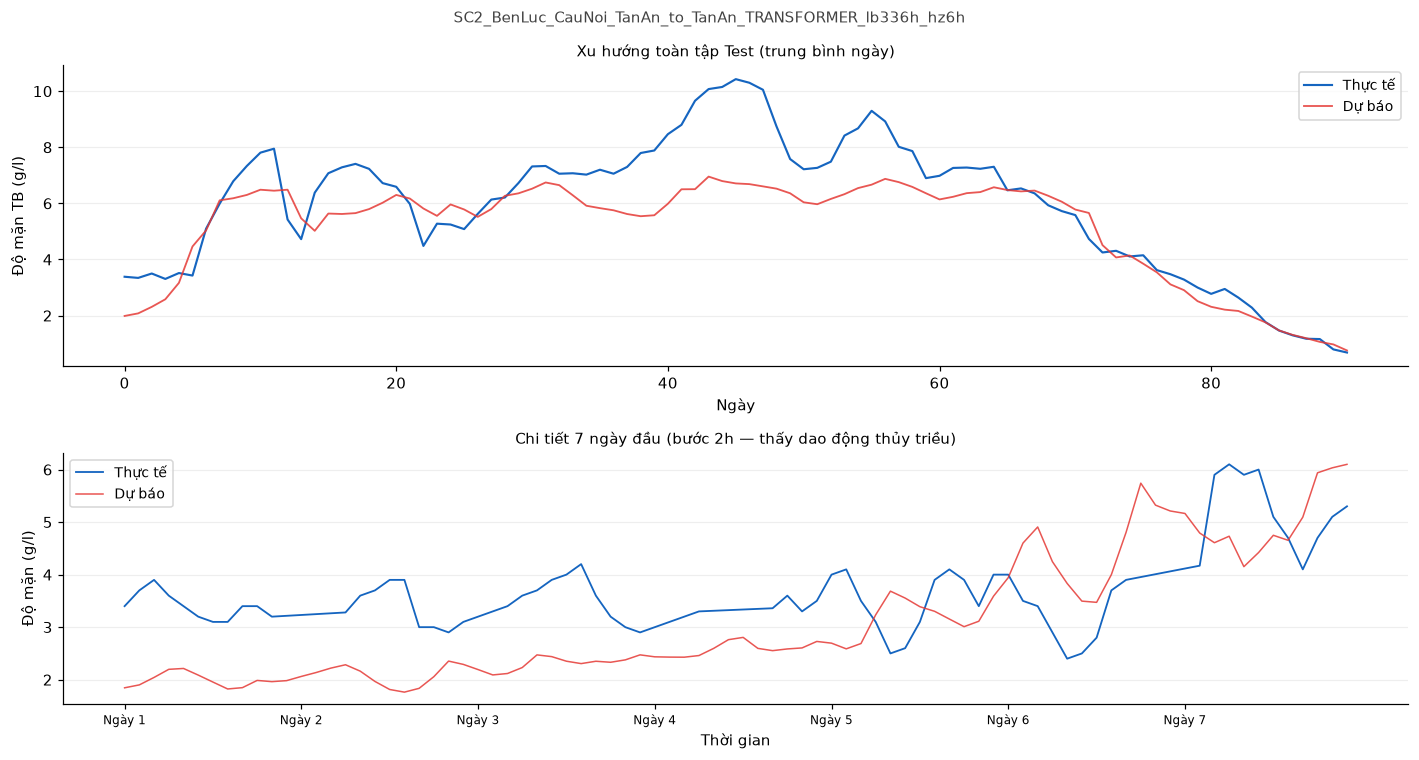 SC2_BenLuc_CauNoi_TanAn_to_TanAn_TRANSFORMER_lb336h_hz6h
Xu hướng toàn tập Test (trung bình ngày)
Độ mặn TB (g/l)
10
8
6
4
2
Thực tế
Dự báo
0 20 40 60 80
Ngày
Chi tiết 7 ngày đầu (bước 2h — thấy dao động thủy triều)
Độ mặn (g/l)
6
5
4
3
2
Thực tế
Dự báo
Ngày 1 Ngày 2 Ngày 3 Ngày 4 Ngày 5 Ngày 6 Ngày 7
Thời gian